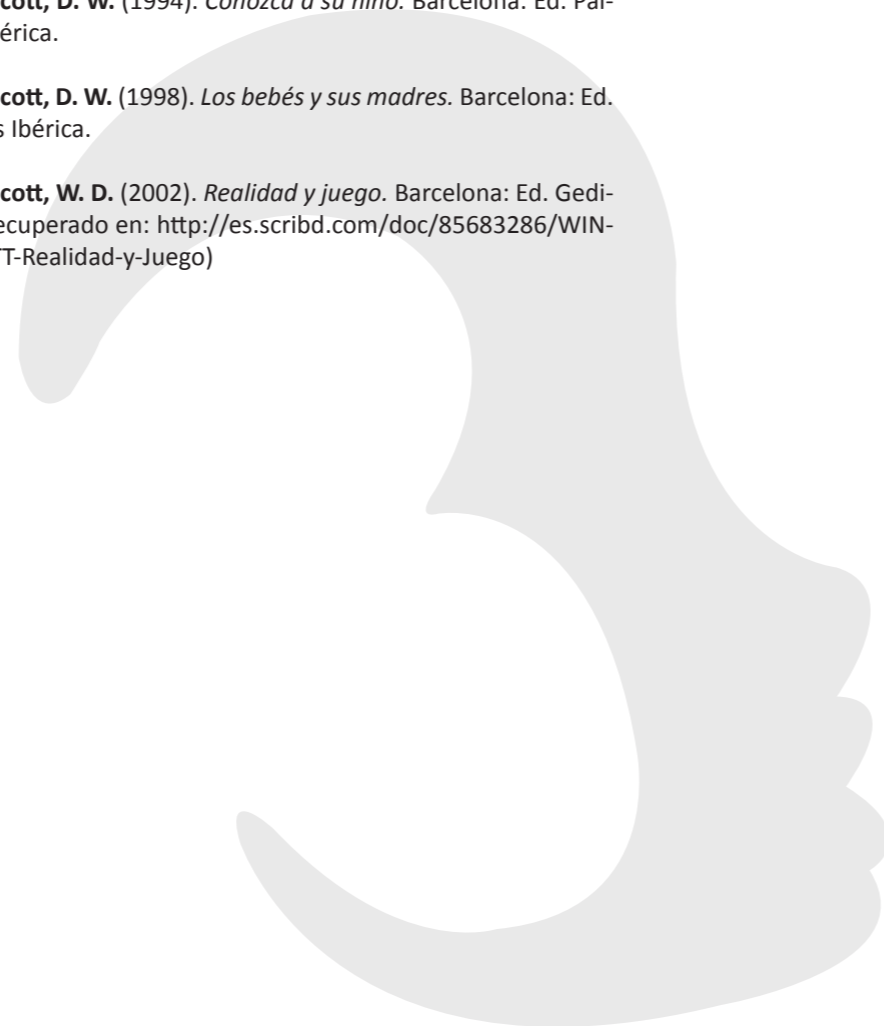 cott, D. W. (1994). Conozca a su niño. Barcelona: Ed. Pai-
érica.
cott, D. W. (1998). Los bebés y sus madres. Barcelona: Ed.
s Ibérica.
cott, W. D. (2002). Realidad y juego. Barcelona: Ed. Gedi-
ecuperado en: http://es.scribd.com/doc/85683286/WIN-
TT-Realidad-y-Juego)